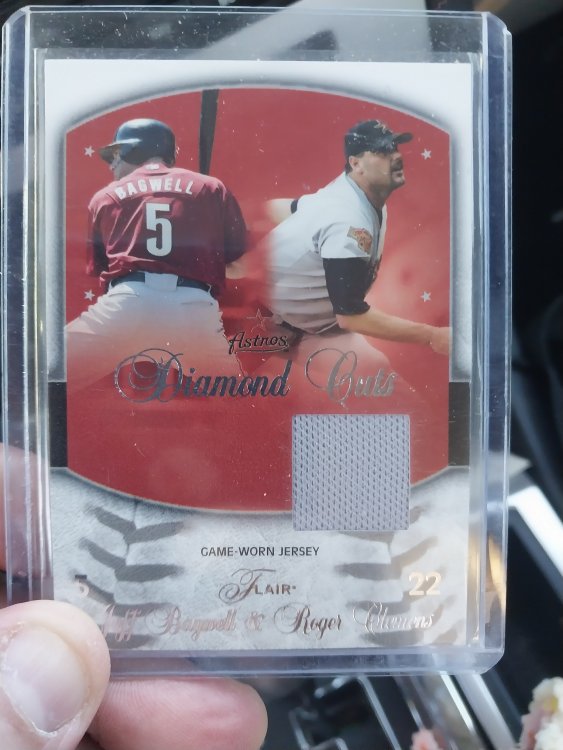 BAGWELL
5
Astros
Diamond Cuts
GAME-WORN JERSEY
FLAIR
5 22
Jeff Bagwell & Roger Clemens